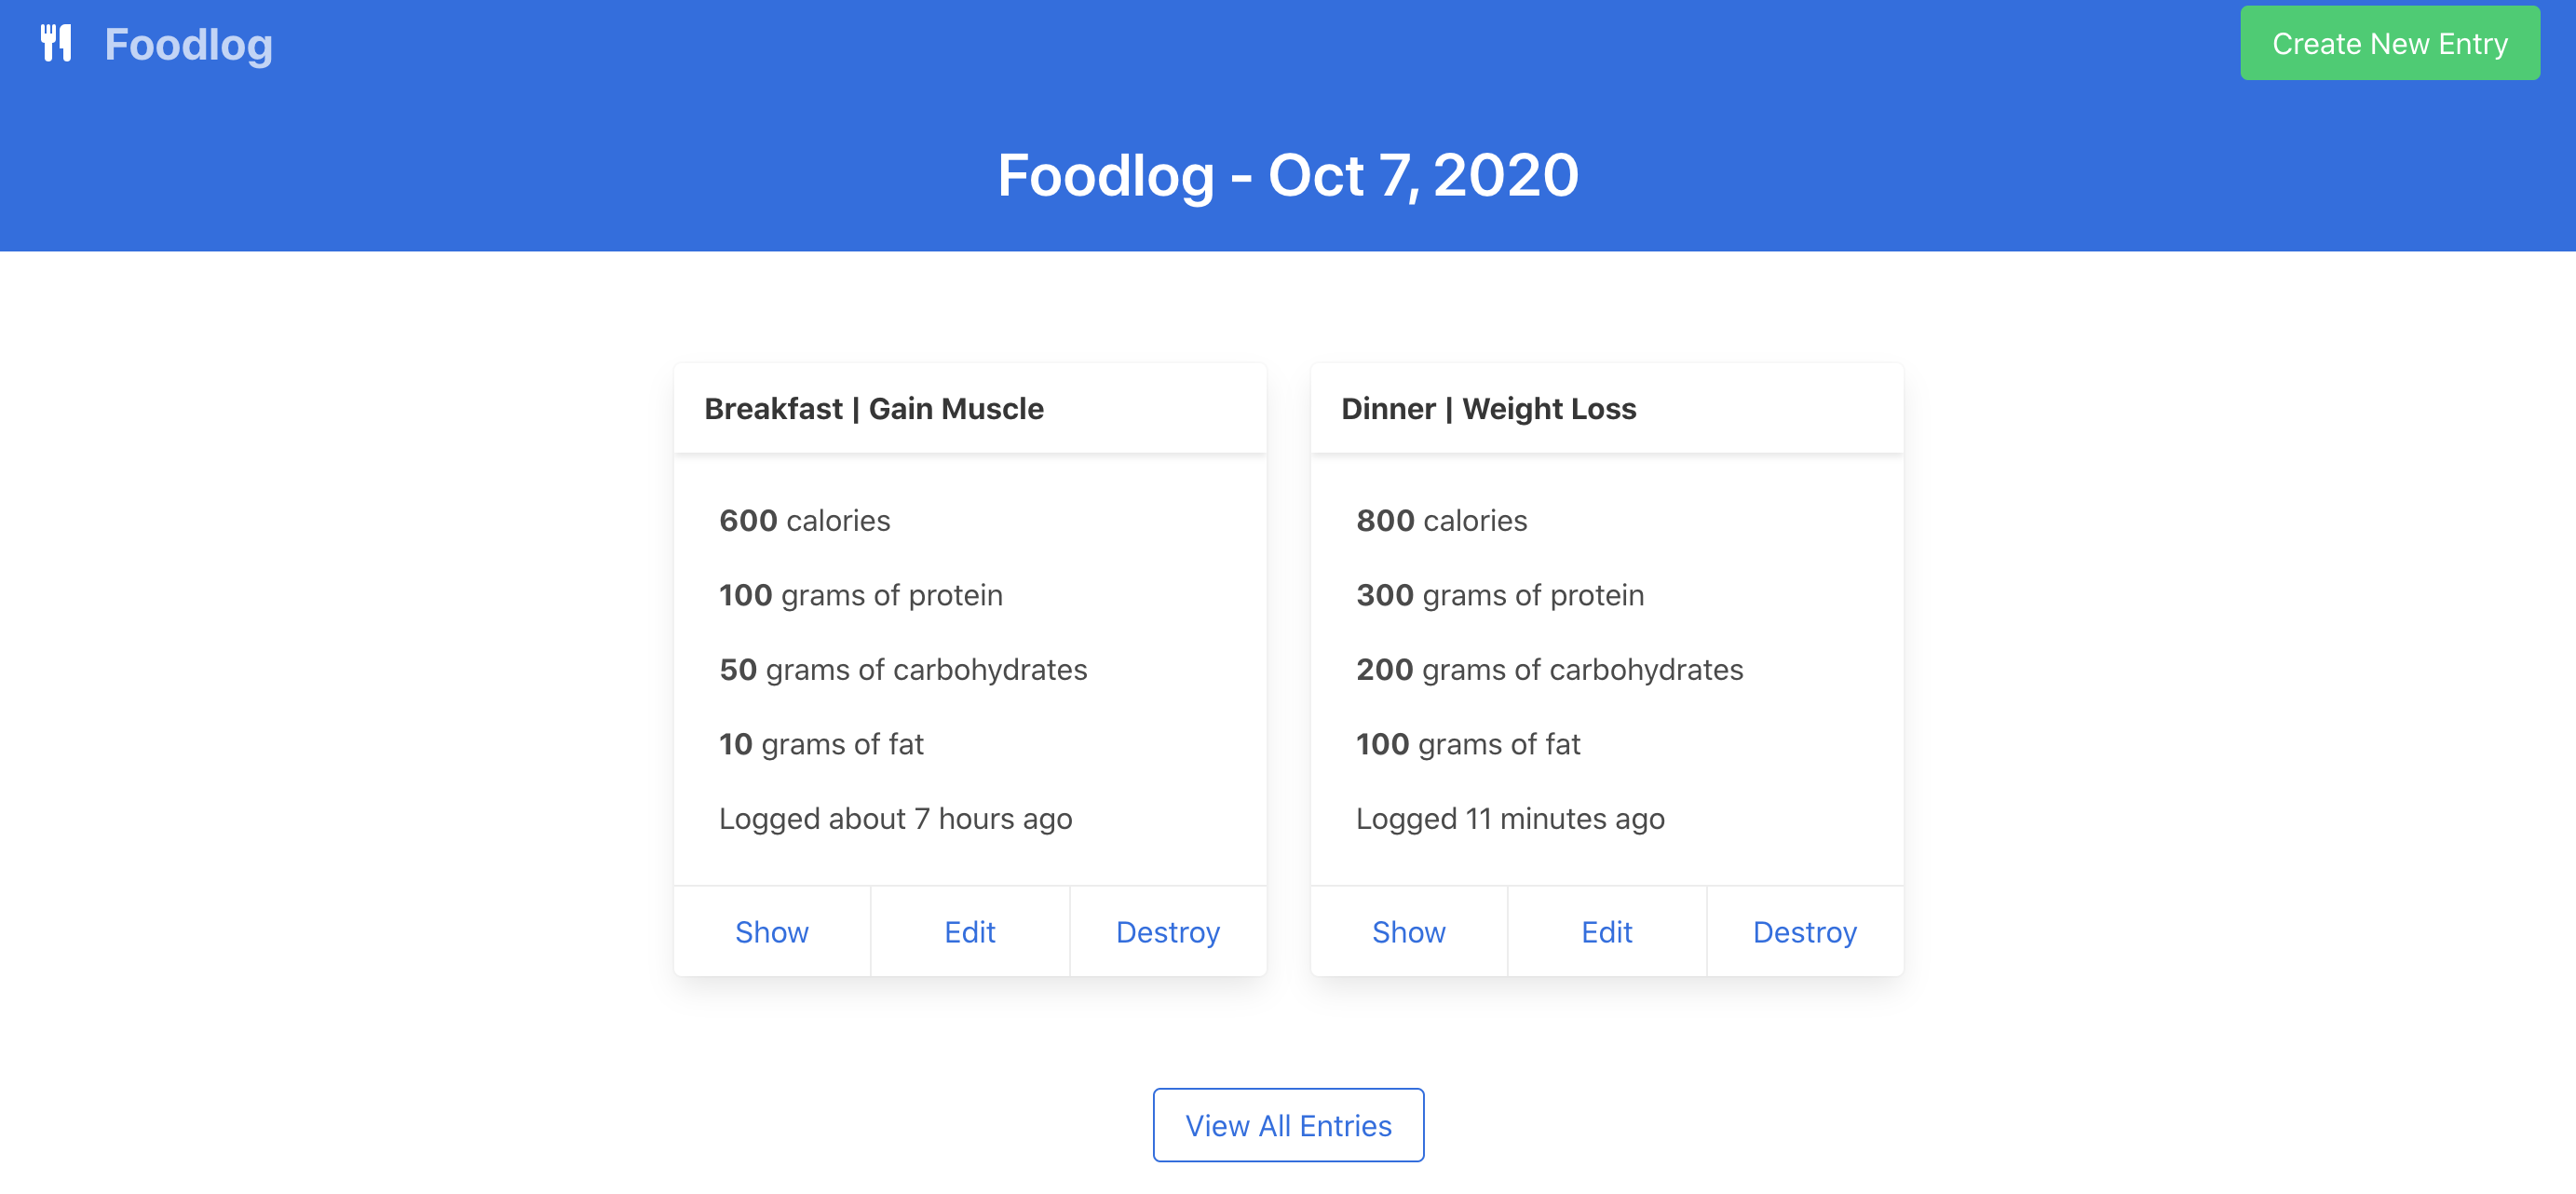 Foodlog
Create New Entry
Foodlog - Oct 7, 2020
Breakfast | Gain Muscle
600 calories
100 grams of protein
50 grams of carbohydrates
10 grams of fat
Logged about 7 hours ago
Show Edit Destroy
Dinner | Weight Loss
800 calories
300 grams of protein
200 grams of carbohydrates
100 grams of fat
Logged 11 minutes ago
Show Edit Destroy
View All Entries